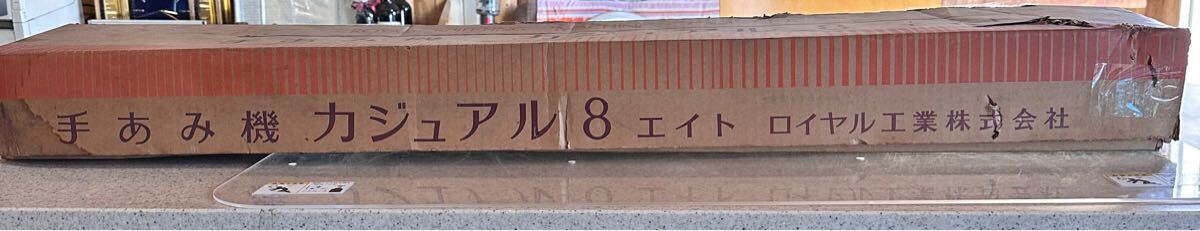 手あみ機 カジュアル8 エイト ロイヤル工業株式会社